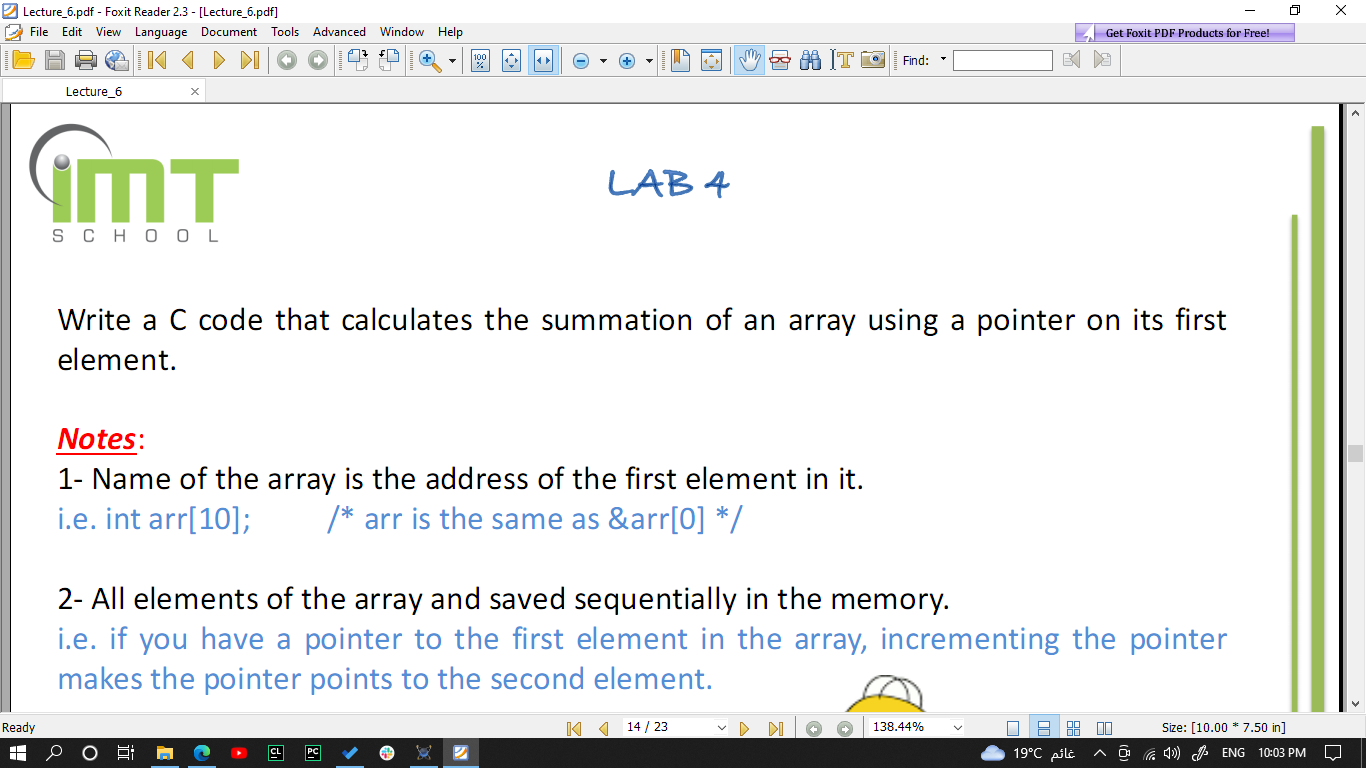 Lecture_6.pdf - Foxit Reader 2.3 - [Lecture_6.pdf]
File Edit View Language Document Tools Advanced Window Help
Get Foxit PDF Products for Free!
100 %
Find:
Lecture_6
iMT
SCHOOL
LAB 4
Write a C code that calculates the summation of an array using a pointer on its first
element.
Notes:
1- Name of the array is the address of the first element in it.
i.e. int arr[10]; /* arr is the same as &arr[0] */
2- All elements of the array and saved sequentially in the memory.
i.e. if you have a pointer to the first element in the array, incrementing the pointer
makes the pointer points to the second element.
Ready
14 / 23
138.44%
Size: [10.00 * 7.50 in]
CL
PC
19°C غائم
ENG
10:03 PM